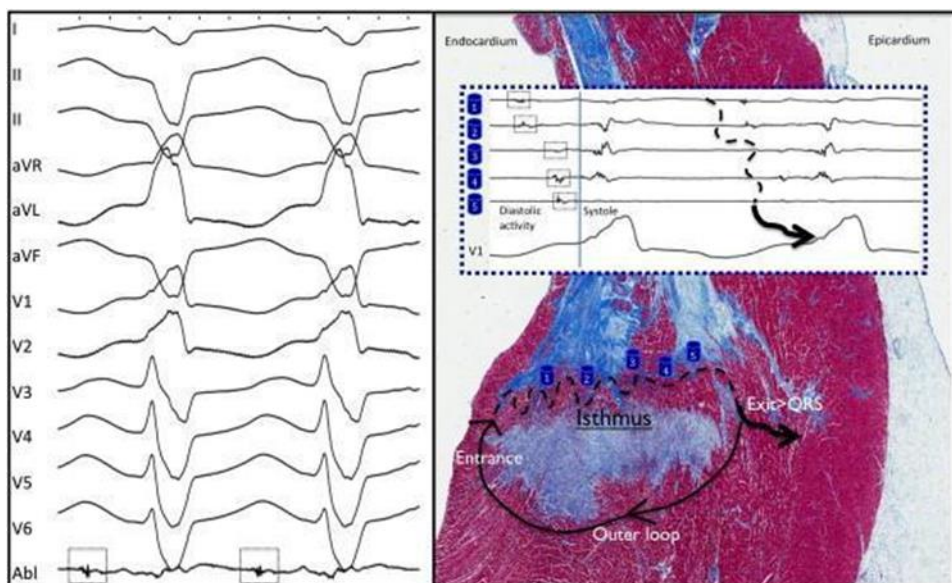 I
II
II
aVR
aVL
aVF
V1
V2
V3
V4
V5
V6
Abl
Endocardium
Epicardium
1
2
3
4
5
Diastolic
activity
Systole
V1
1
2
3
4
5
Exit>QRS
Isthmus
Entrance
Outer loop